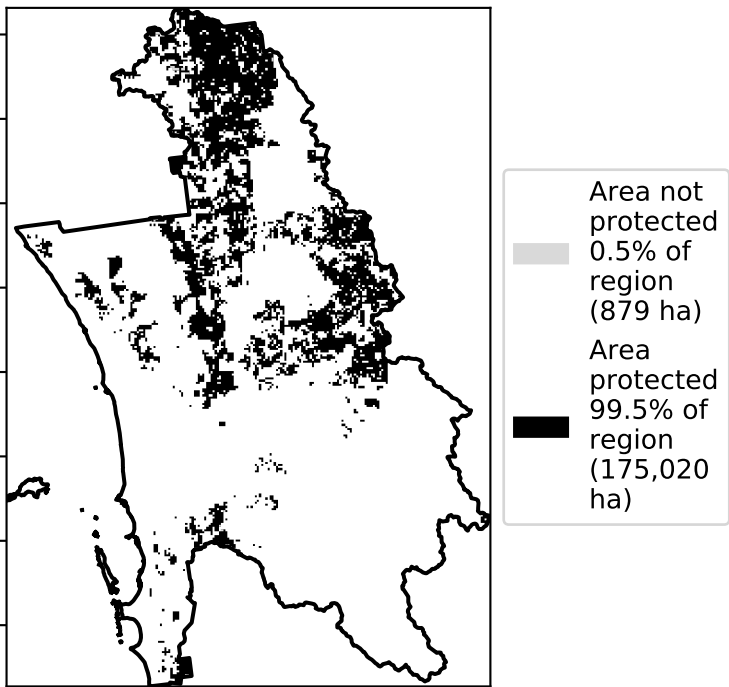 Area not
protected
0.5% of
region
(879 ha)
Area
protected
99.5% of
region
(175,020
ha)